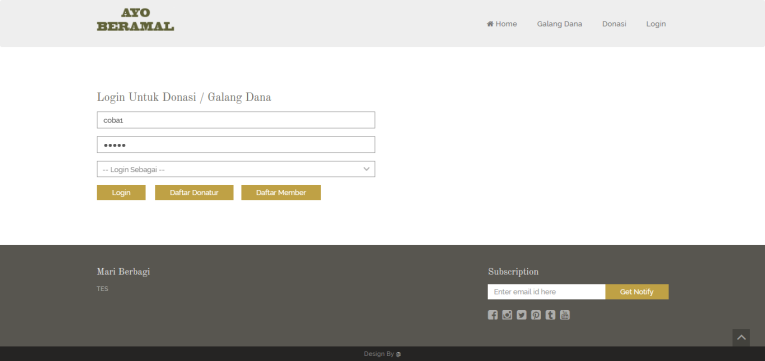 AYO
BERAMAL
Home Galang Dana Donasi Login
Login Untuk Donasi / Galang Dana
coba1
-- Login Sebagai --
Login Daftar Donatur Daftar Member
Mari Berbagi
TES
Subscription
Enter email id here Get Notify
Design By @